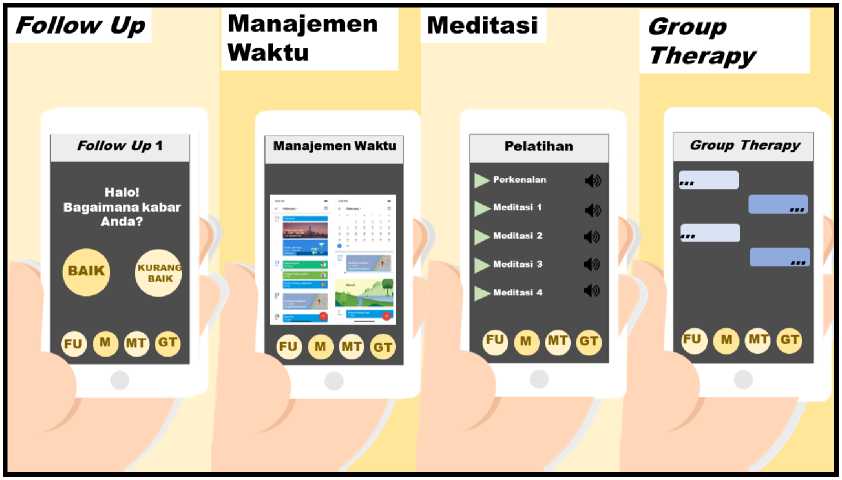 Follow Up
Manajemen
Waktu
Meditasi
Group
Therapy
Follow Up 1
Halo!
Bagaimana kabar
Anda?
BAIK
KURANG
BAIK
FU M MT GT
Manajemen Waktu
FU M MT GT
Pelatihan
Perkenalan
Meditasi 1
Meditasi 2
Meditasi 3
Meditasi 4
FU M MT GT
Group Therapy
...
...
...
...
FU M MT GT